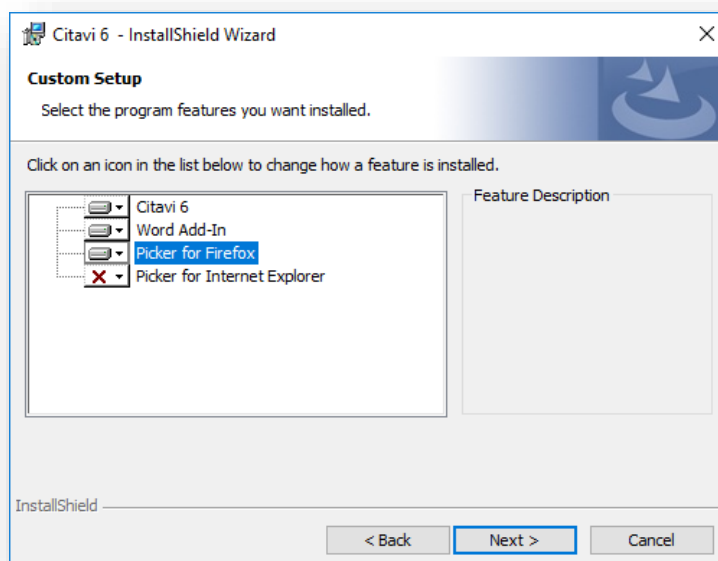 Citavi 6 - InstallShield Wizard
Custom Setup
Select the program features you want installed.
Click on an icon in the list below to change how a feature is installed.
Citavi 6
Word Add-In
Picker for Firefox
Picker for Internet Explorer
Feature Description
InstallShield
< Back
Next >
Cancel